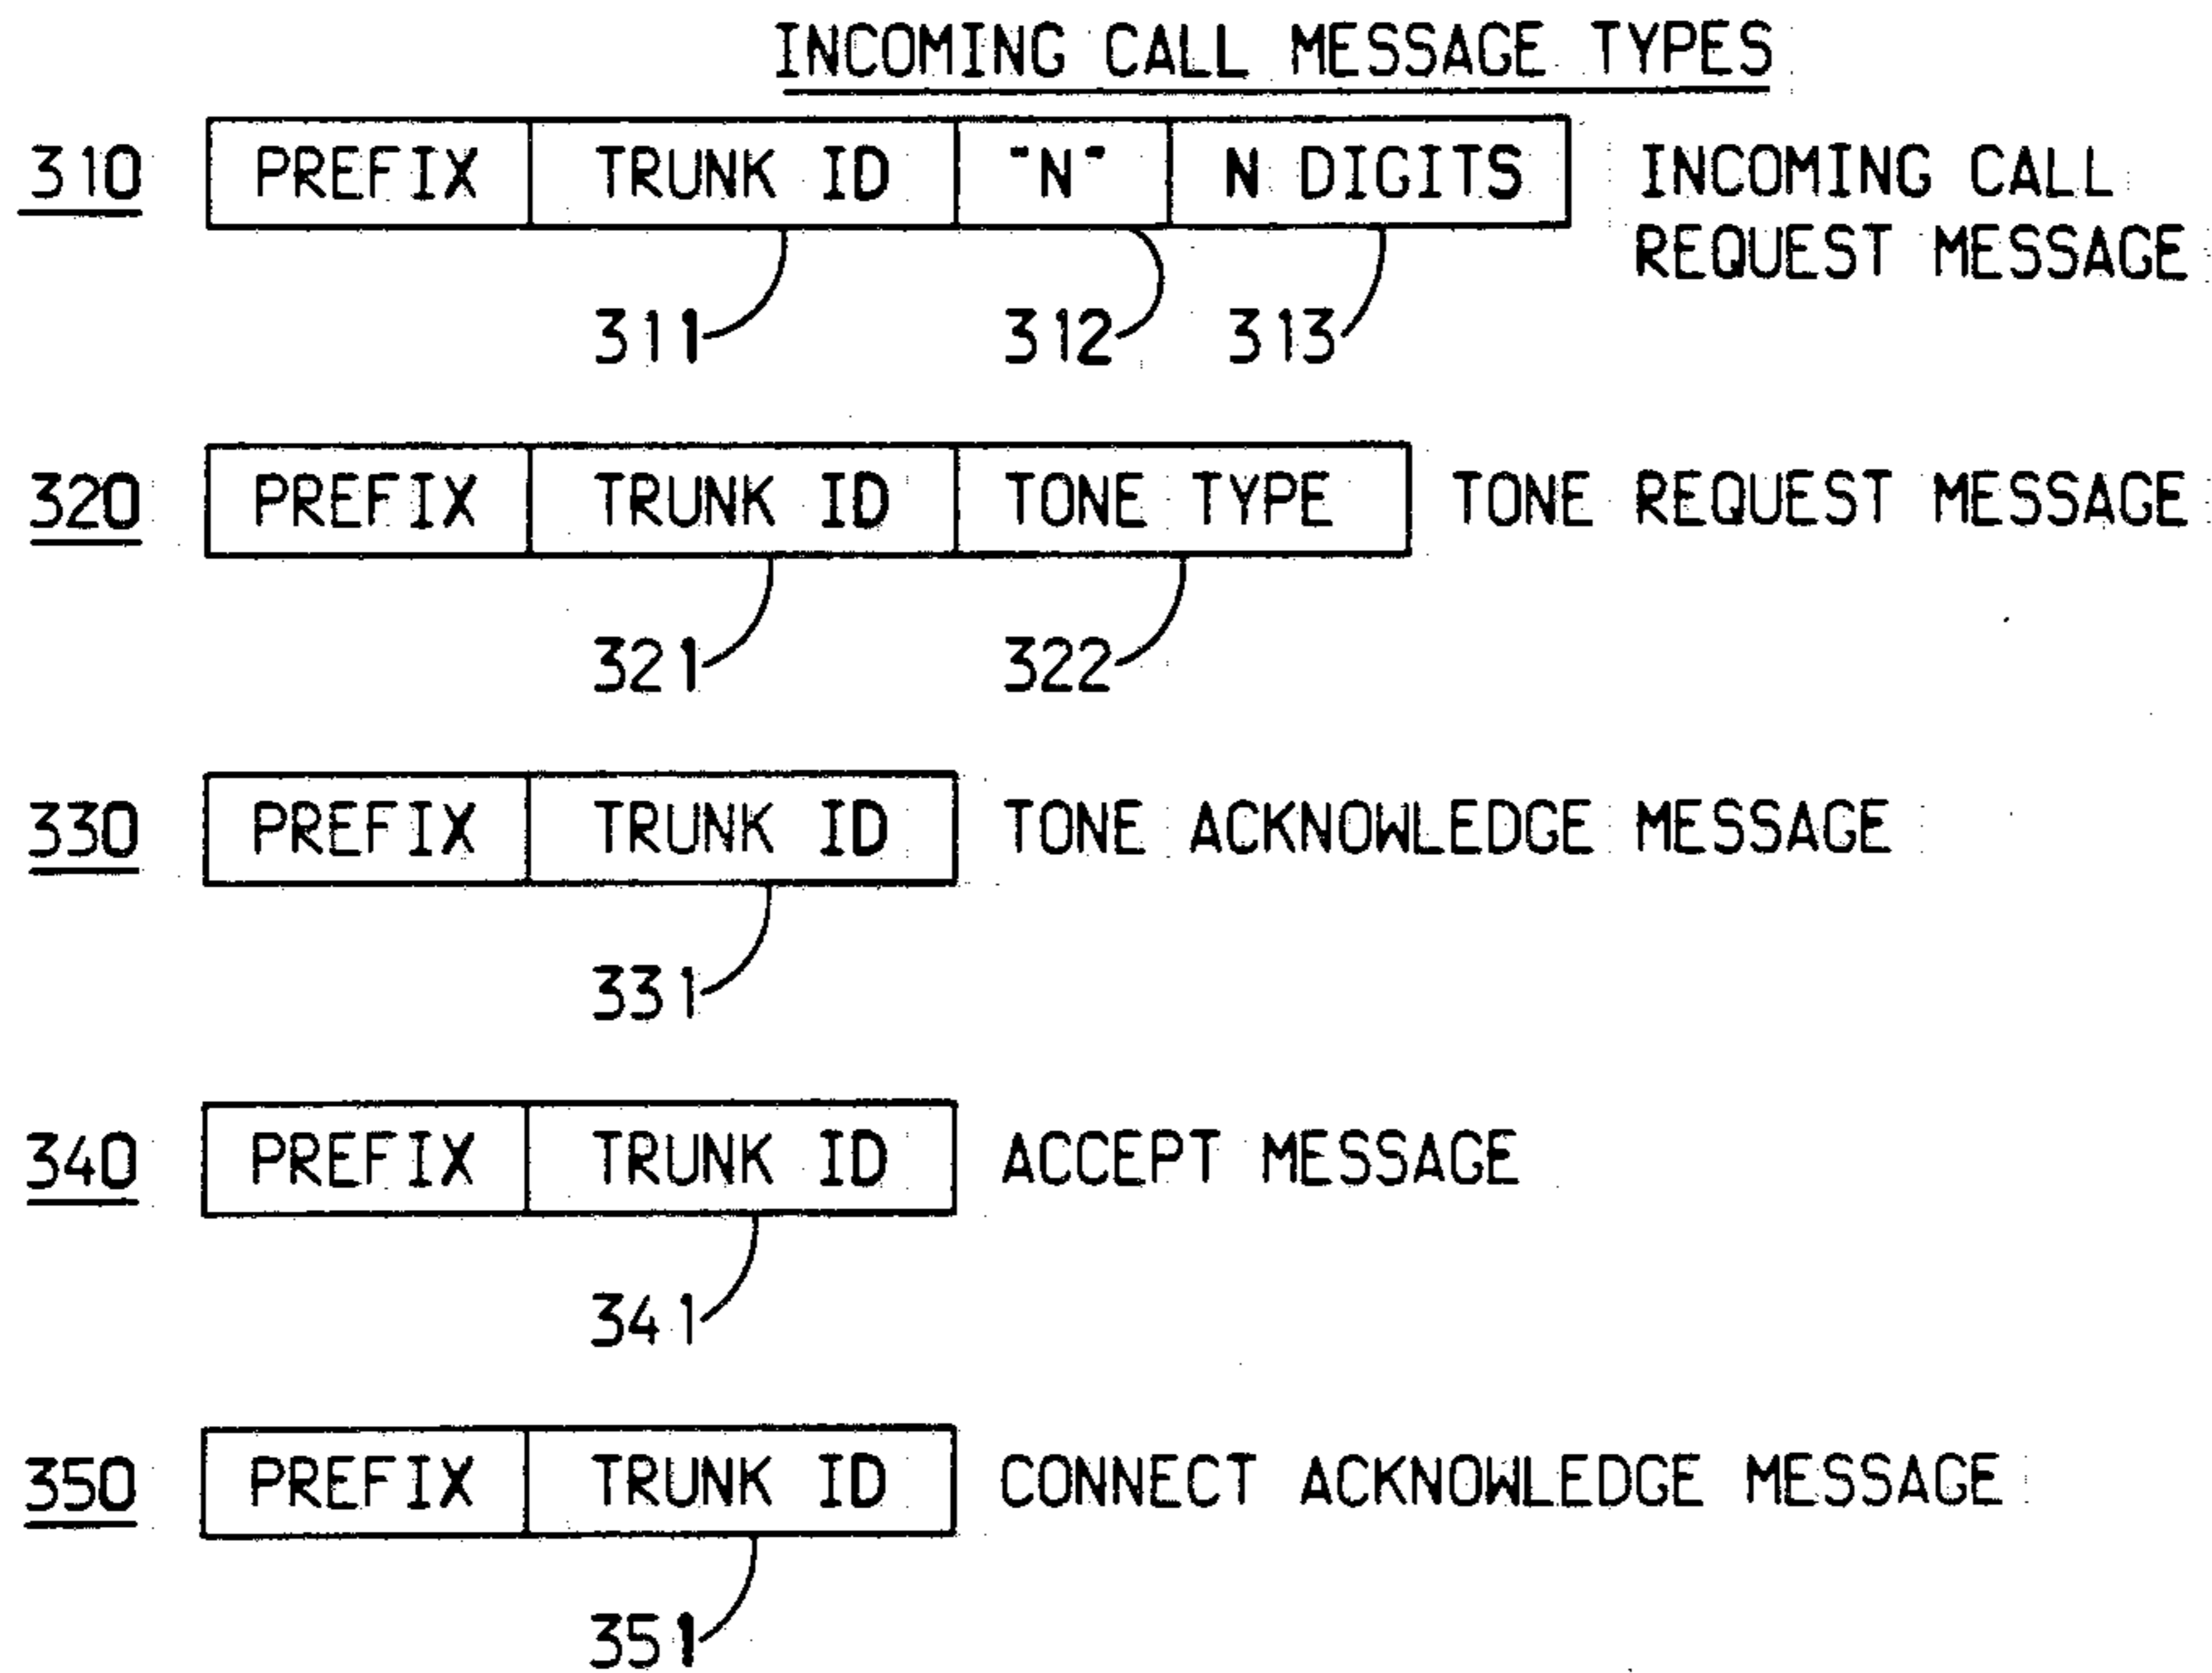 INCOMING CALL MESSAGE TYPES
310 PREFIX TRUNK ID "N" N DIGITS INCOMING CALL
REQUEST MESSAGE
311 312 313
320 PREFIX TRUNK ID TONE TYPE TONE REQUEST MESSAGE
321 322
330 PREFIX TRUNK ID TONE ACKNOWLEDGE MESSAGE
331
340 PREFIX TRUNK ID ACCEPT MESSAGE
341
350 PREFIX TRUNK ID CONNECT ACKNOWLEDGE MESSAGE
351